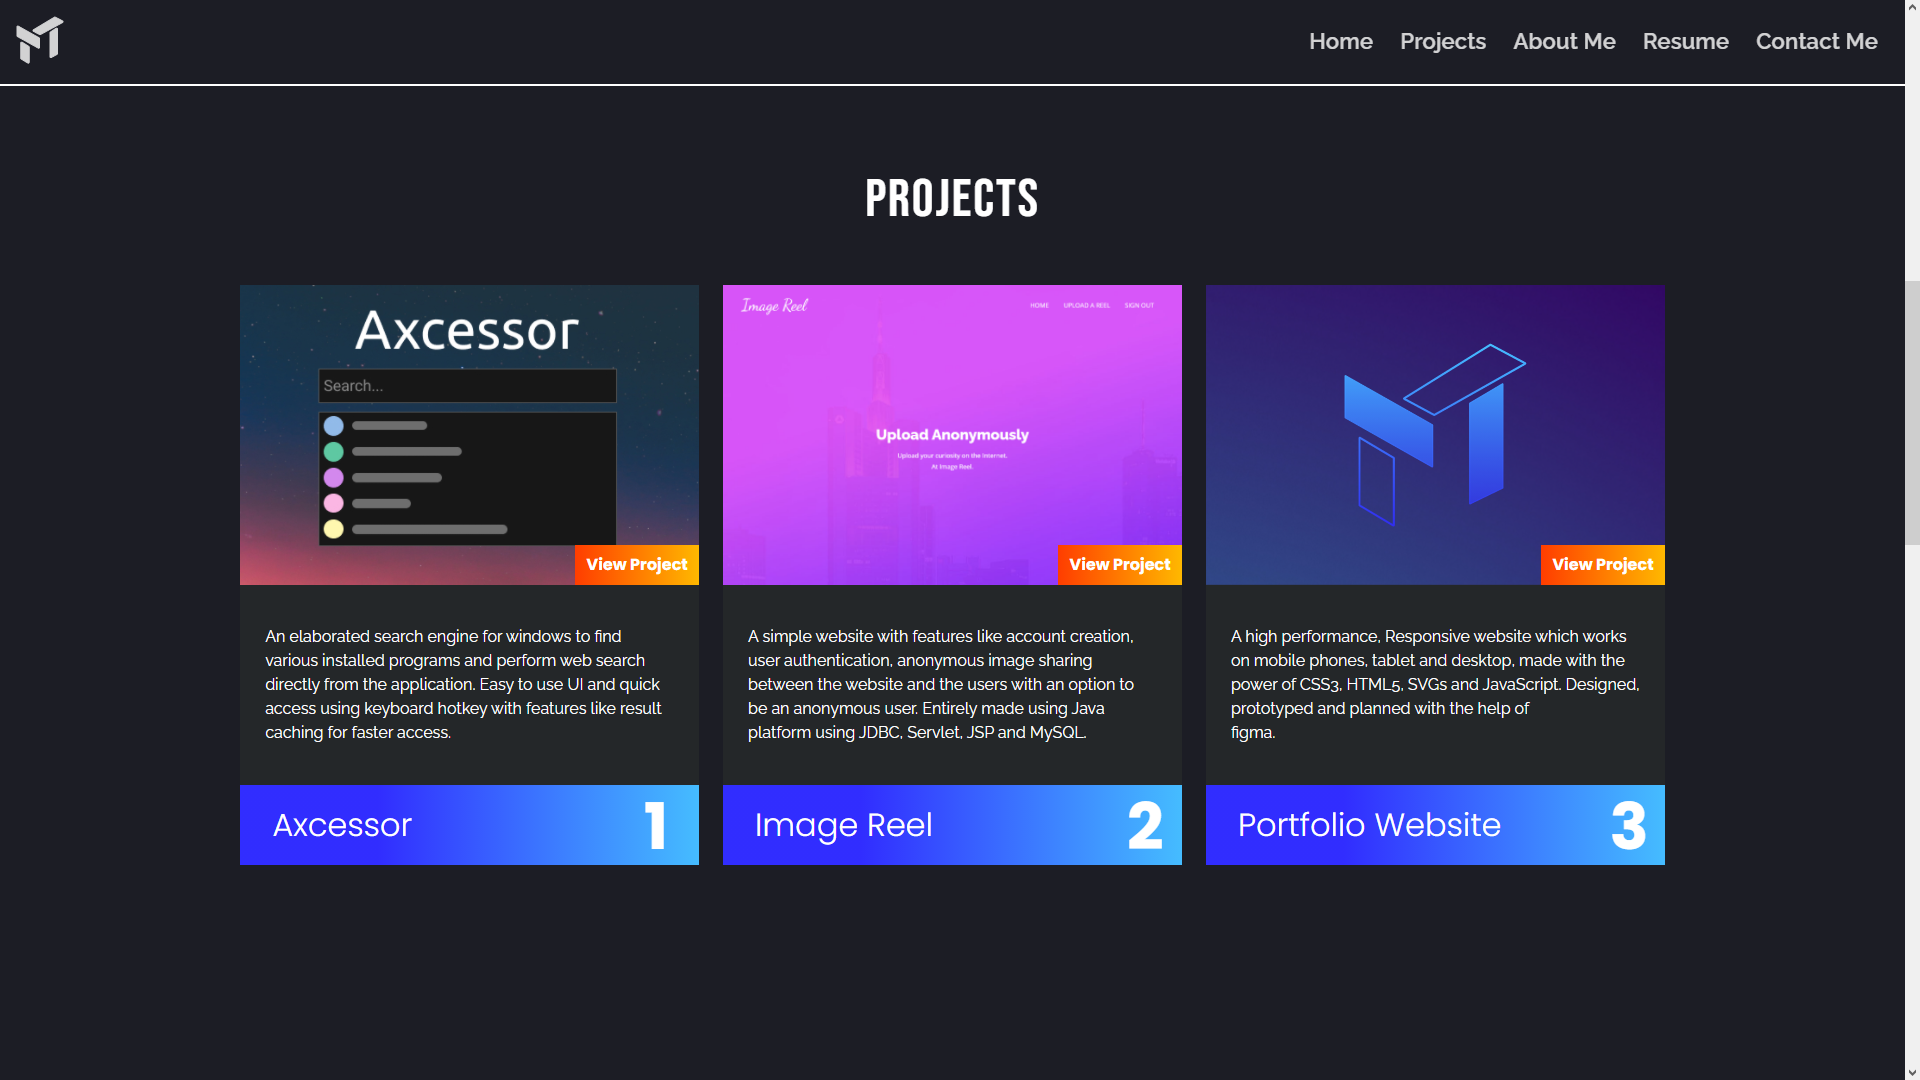 Home Projects About Me Resume Contact Me
PROJECTS
Axcessor
Search...
View Project
An elaborated search engine for windows to find
various installed programs and perform web search
directly from the application. Easy to use UI and quick
access using keyboard hotkey with features like result
caching for faster access.
Axcessor 1
Image Reel HOME UPLOAD A REEL SIGN OUT
Upload Anonymously
Upload your curiosity on the Internet.
At Image Reel.
View Project
A simple website with features like account creation,
user authentication, anonymous image sharing
between the website and the users with an option to
be an anonymous user. Entirely made using Java
platform using JDBC, Servlet, JSP and MySQL.
Image Reel 2
View Project
A high performance, Responsive website which works
on mobile phones, tablet and desktop, made with the
power of CSS3, HTML5, SVGs and JavaScript. Designed,
prototyped and planned with the help of
figma.
Portfolio Website 3